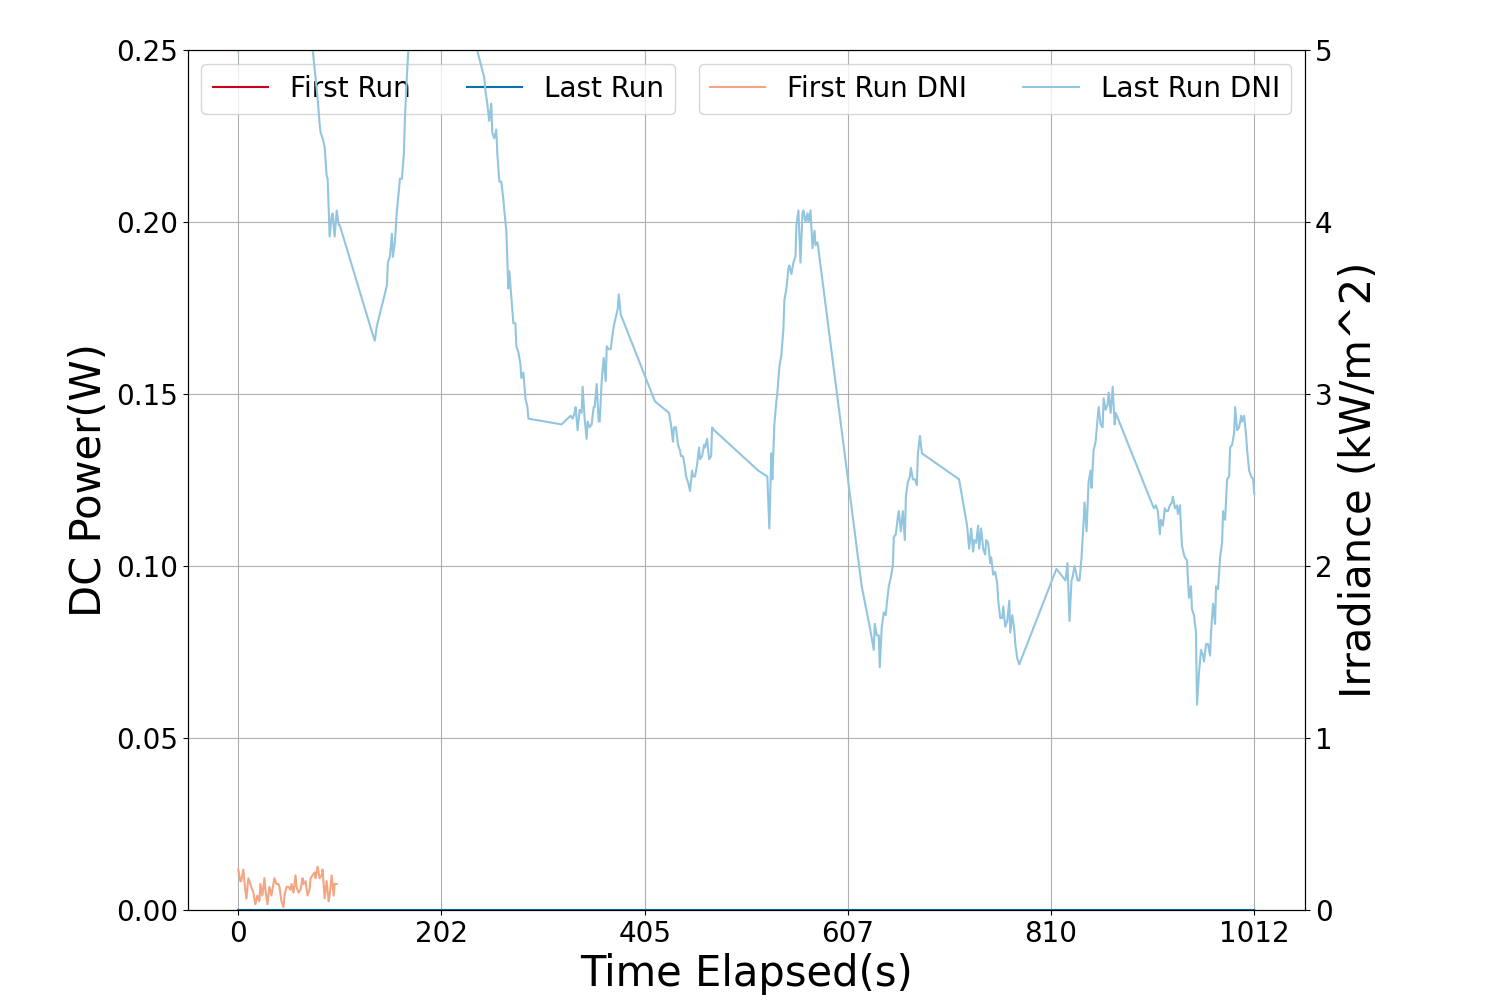 First Run
Last Run
First Run DNI
Last Run DNI
0.25
0.20
0.15
0.10
0.05
0.00
DC Power(W)
5
4
3
2
1
0
Irradiance (kW/m^2)
0 202 405 607 810 1012
Time Elapsed(s)